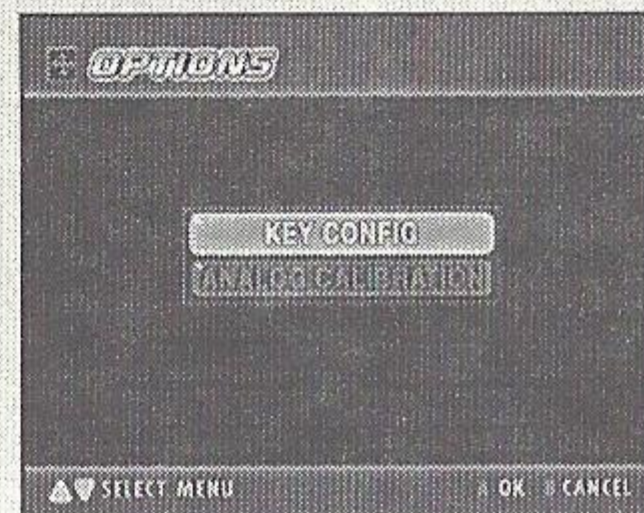 OPTIONS
KEY CONFIG
ANALOG CALIBRATION
▲▼ SELECT MENU A OK B CANCEL